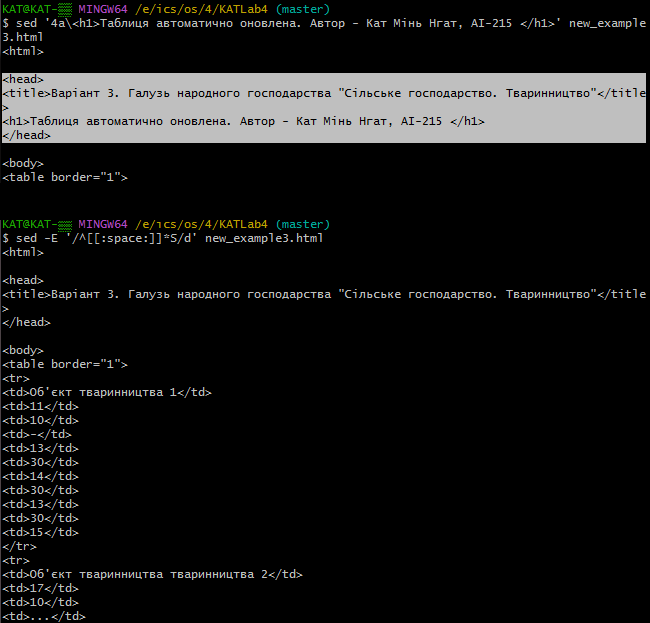 KAT@KAT-▒▒ MINGW64 /e/ics/os/4/KATLab4 (master)
$ sed '4a\<h1>Таблиця автоматично оновлена. Автор - Кат Мінь Нгат, АІ-215 </h1>' new_example
3.html
<html>
<head>
<title>Варіант 3. Галузь народного господарства "Сільське господарство. Тваринництво"</title
>
<h1>Таблиця автоматично оновлена. Автор - Кат Мінь Нгат, АІ-215 </h1>
</head>
<body>
<table border="1">
KAT@KAT-▒▒ MINGW64 /e/ics/os/4/KATLab4 (master)
$ sed -E '/^[[:space:]]*S/d' new_example3.html
<html>
<head>
<title>Варіант 3. Галузь народного господарства "Сільське господарство. Тваринництво"</title
>
</head>
<body>
<table border="1">
<tr>
<td>Об'єкт тваринництва 1</td>
<td>11</td>
<td>10</td>
<td>-</td>
<td>13</td>
<td>30</td>
<td>14</td>
<td>30</td>
<td>13</td>
<td>30</td>
<td>15</td>
</tr>
<tr>
<td>Об'єкт тваринництва тваринництва 2</td>
<td>17</td>
<td>10</td>
<td>...</td>